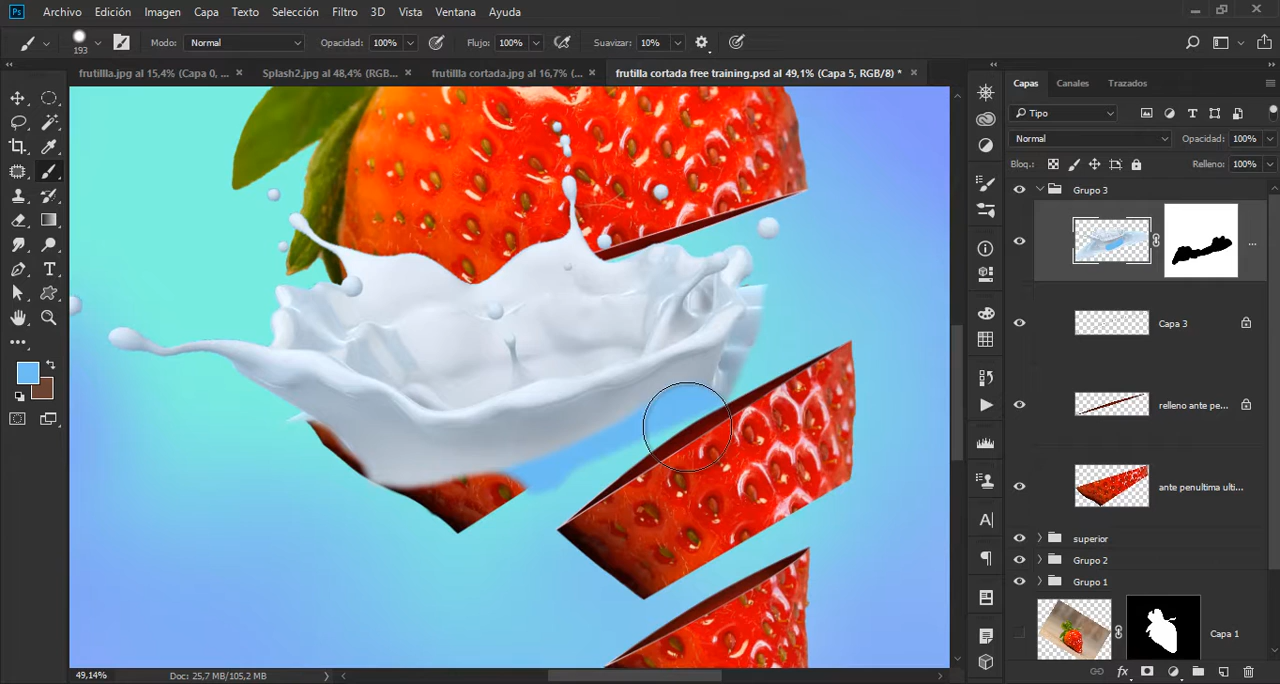 Ps Archivo Edición Imagen Capa Texto Selección Filtro 3D Vista Ventana Ayuda
193 Modo: Normal Opacidad: 100% Flujo: 100% Suavizar: 10%
frutillla.jpg al 15,4% (Capa 0, ... × Splash2.jpg al 48,4% (RGB... × frutillla cortada.jpg al 16,7% (... × frutilla cortada free training.psd al 49,1% (Capa 5, RGB/8) * ×
Capas Canales Trazados
Tipo
Normal Opacidad: 100%
Bloq.: Relleno: 100%
Grupo 3
...
Capa 3
relleno ante pe...
ante penultima ulti...
superior
Grupo 2
Grupo 1
Capa 1
49,14% Doc: 25,7 MB/105,2 MB